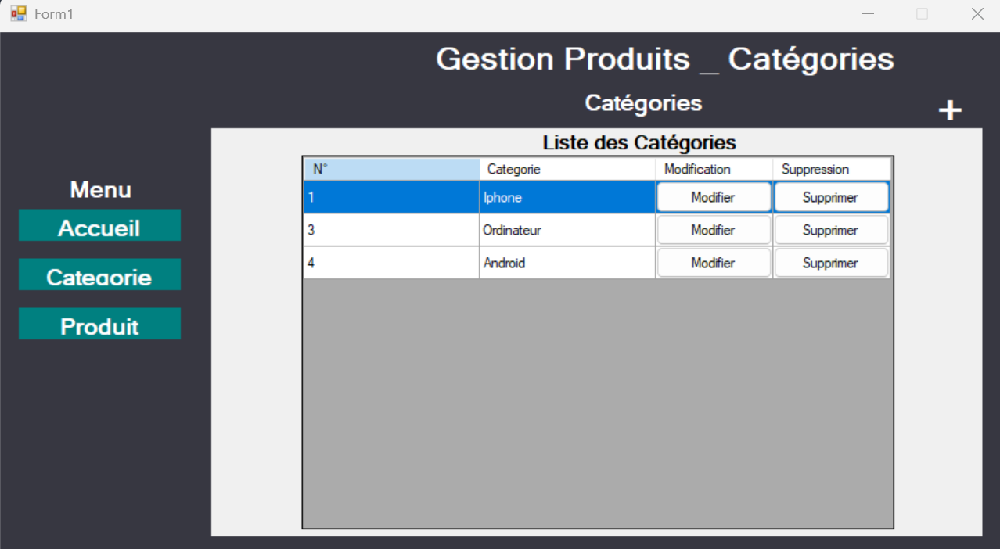 Form1
Gestion Produits _ Catégories
Catégories
+
Menu
Accueil
Categorie
Produit
Liste des Catégories
N° Categorie Modification Suppression
1 Iphone Modifier Supprimer
3 Ordinateur Modifier Supprimer
4 Android Modifier Supprimer